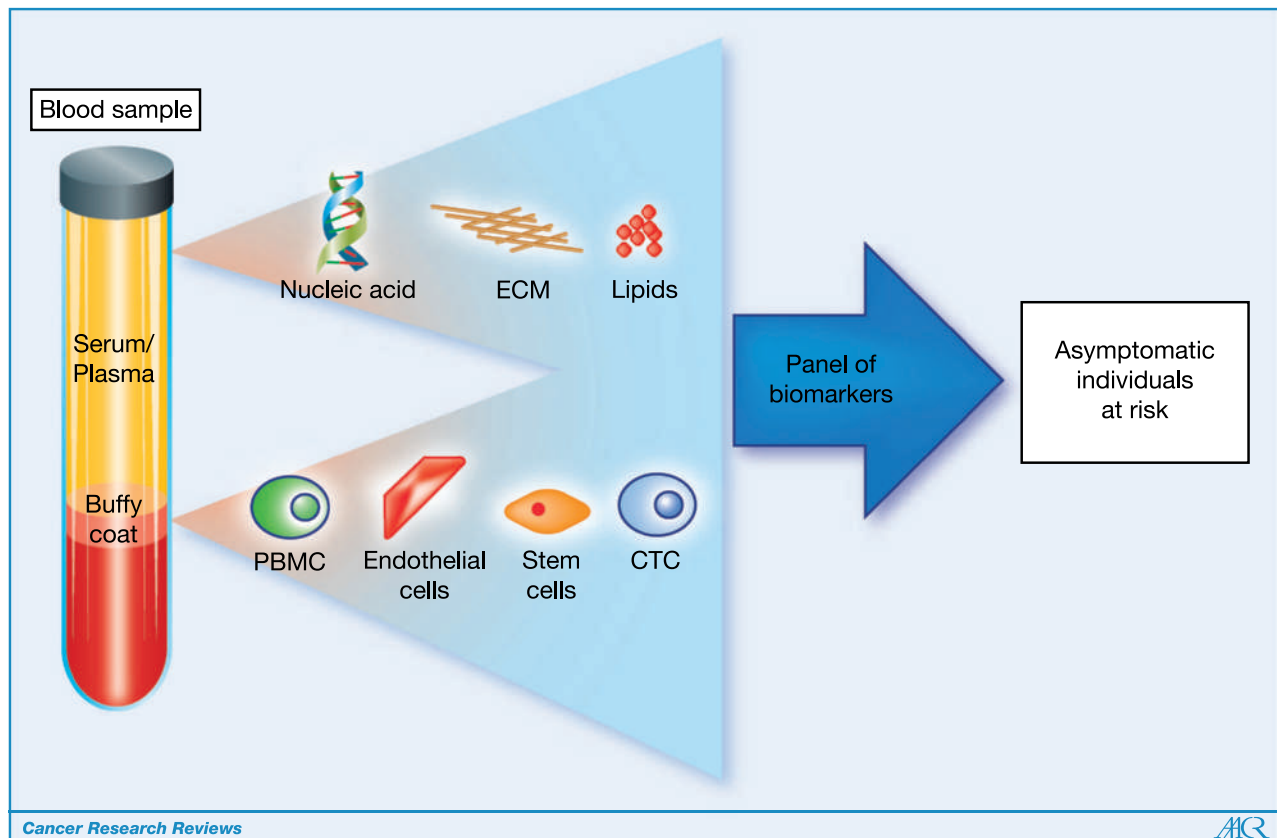 Blood sample
Nucleic acid
ECM
Lipids
Serum/
Plasma
Panel of
biomarkers
Asymptomatic
individuals
at risk
Buffy
coat
PBMC
Endothelial
cells
Stem
cells
CTC
Cancer Research Reviews
AACR